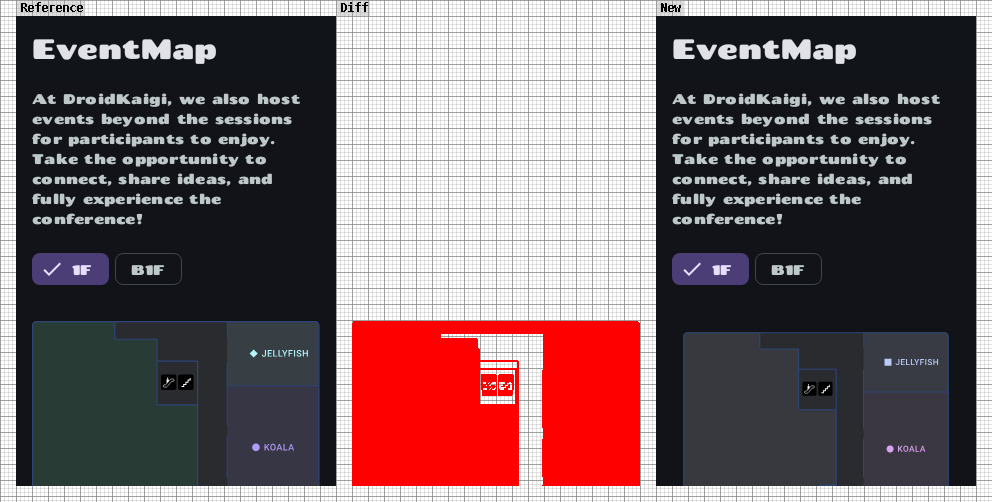 Reference
Diff
New
EventMap
At DroidKaigi, we also host
events beyond the sessions
for participants to enjoy.
Take the opportunity to
connect, share ideas, and
fully experience the
conference!
1F
B1F
JELLYFISH
KOALA
EventMap
At DroidKaigi, we also host
events beyond the sessions
for participants to enjoy.
Take the opportunity to
connect, share ideas, and
fully experience the
conference!
1F
B1F
JELLYFISH
KOALA